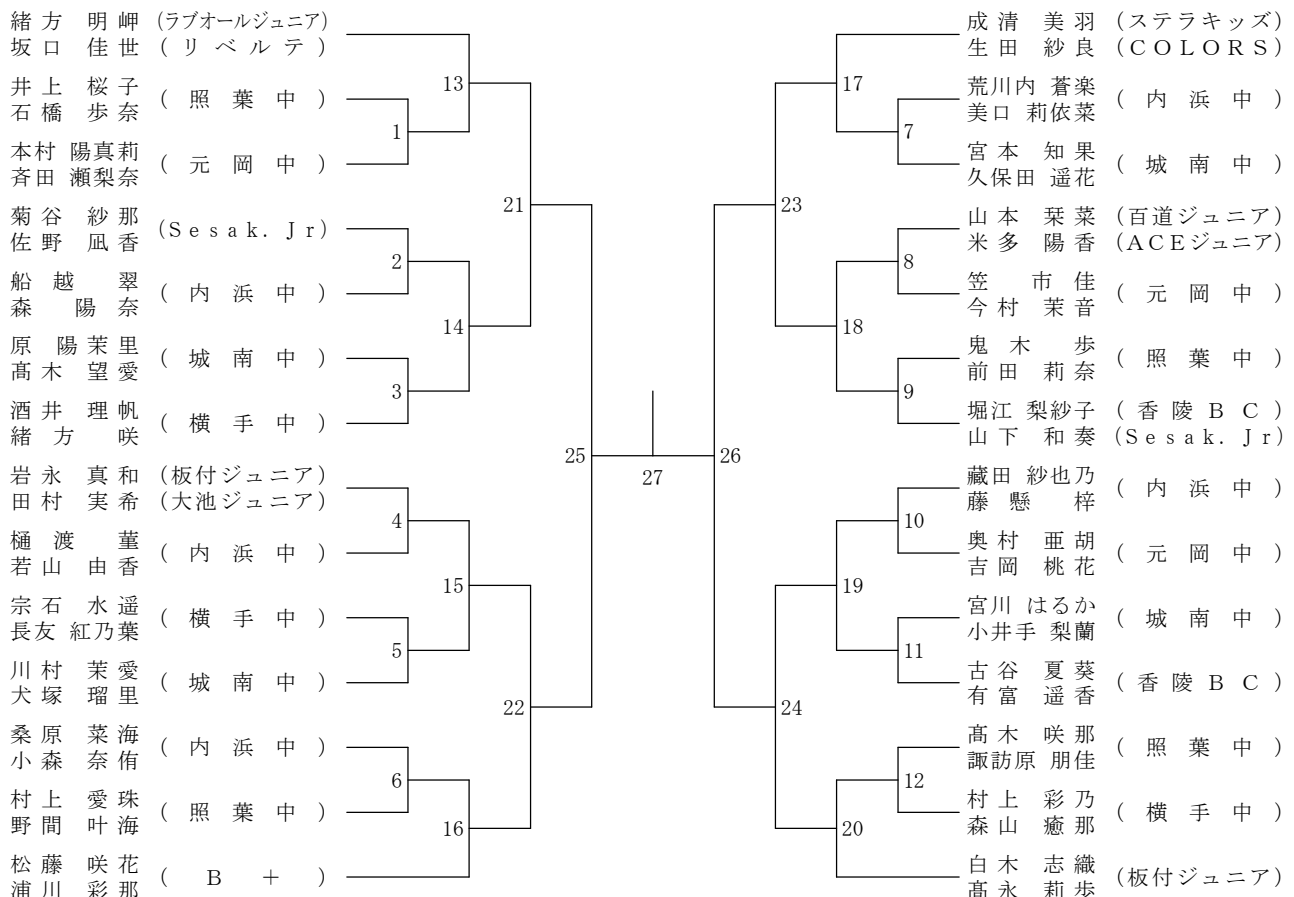 緒方 明岬 (ラブオールジュニア)
坂口 佳世 (リベルテ)
井上 桜子 (照葉中)
石橋 歩奈
本村 陽真莉 (元岡中)
斉田 瀬梨奈
菊谷 紗那 (Sesak. Jr)
佐野 凪香
船越 翠 (内浜中)
森 陽奈
原 陽茉里 (城南中)
髙木 望愛
酒井 理帆 (横手中)
緒方 咲
岩永 真和 (板付ジュニア)
田村 実希 (大池ジュニア)
樋渡 菫 (内浜中)
若山 由香
宗石 水遥 (横手中)
長友 紅乃葉
川村 茉愛 (城南中)
犬塚 瑠里
桑原 菜海 (内浜中)
小森 奈侑
村上 愛珠 (照葉中)
野間 叶海
松藤 咲花 (B+)
浦川 彩那
13
1
21
2
14
3
25
4
15
5
22
6
16
27
17
7
23
8
18
9
26
10
19
11
24
12
20
成清 美羽 (ステラキッズ)
生田 紗良 (COLORS)
荒川内 蒼楽 (内浜中)
美口 莉依菜
宮本 知果 (城南中)
久保田 遥花
山本 栞菜 (百道ジュニア)
米多 陽香 (ACEジュニア)
笠 市佳 (元岡中)
今村 茉音
鬼木 歩 (照葉中)
前田 莉奈
堀江 梨紗子 (香陵BC)
山下 和奏 (Sesak. Jr)
藏田 紗也乃 (内浜中)
藤懸 梓
奥村 亜胡 (元岡中)
吉岡 桃花
宮川 はるか (城南中)
小井手 梨蘭
古谷 夏葵 (香陵BC)
有富 遥香
髙木 咲那 (照葉中)
諏訪原 朋佳
村上 彩乃 (横手中)
森山 癒那
白木 志織 (板付ジュニア)
髙永 莉歩